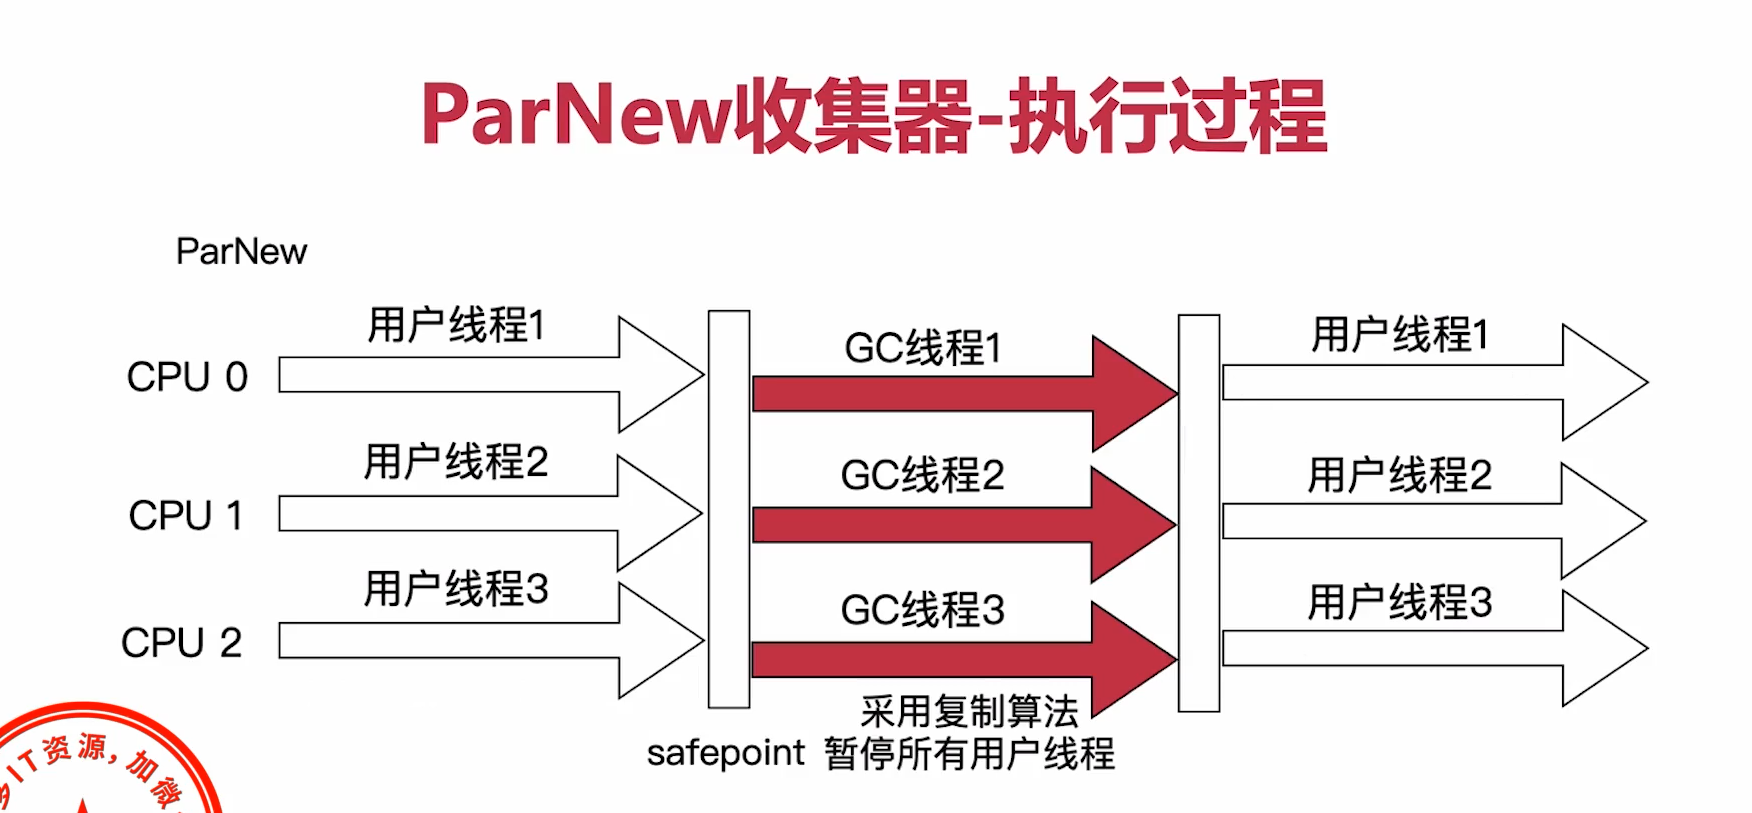 ParNew收集器-执行过程
ParNew
用户线程1
GC线程1
用户线程1
CPU 0
用户线程2
GC线程2
用户线程2
CPU 1
用户线程3
GC线程3
用户线程3
CPU 2
采用复制算法
safepoint 暂停所有用户线程
多IT资源，加微